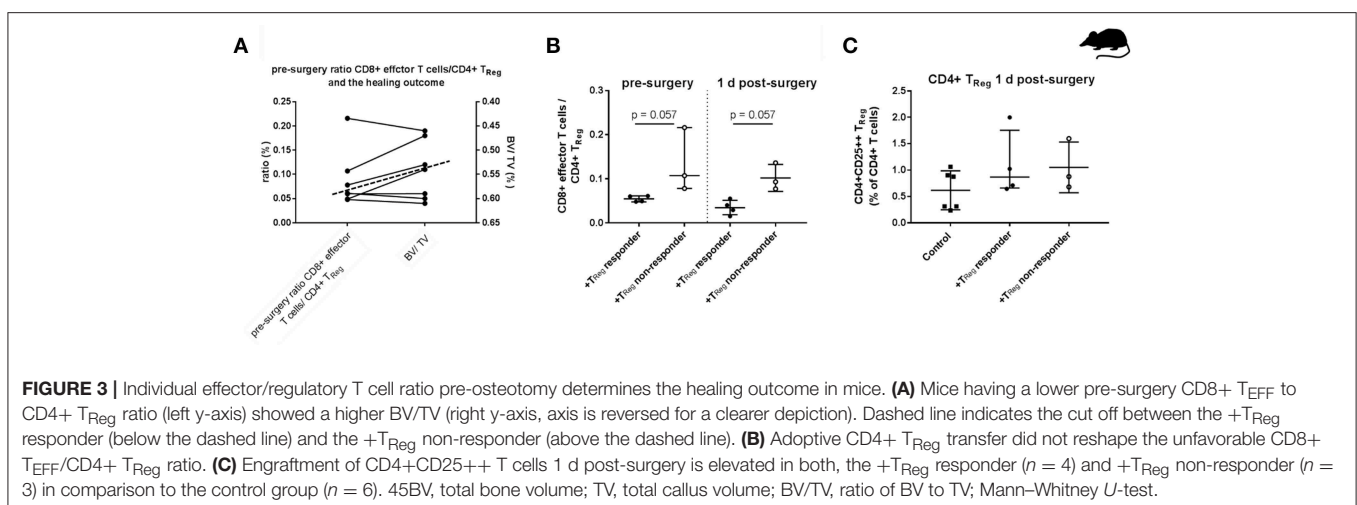 A
pre-surgery ratio CD8+ effctor T cells/CD4+ TReg
and the healing outcome
ratio (%)
0.25
0.20
0.15
0.10
0.05
0.00
0.40
0.45
0.50
0.55
0.60
0.65
BV/ TV (%)
pre-surgery ratio CD8+ effector
T cells/ CD4+ TReg
BV/ TV
B
pre-surgery
1 d post-surgery
CD8+ effector T cells /
CD4+ TReg
0.3
0.2
0.1
0.0
p = 0.057
p = 0.057
+TReg responder
+TReg non-responder
+TReg responder
+TReg non-responder
C
CD4+ TReg 1 d post-surgery
CD4+CD25++ TReg
(% of CD4+ T cells)
2.5
2.0
1.5
1.0
0.5
0.0
Control
+TReg responder
+TReg non-responder
FIGURE 3 | Individual effector/regulatory T cell ratio pre-osteotomy determines the healing outcome in mice. (A) Mice having a lower pre-surgery CD8+ TEFF to
CD4+ TReg ratio (left y-axis) showed a higher BV/TV (right y-axis, axis is reversed for a clearer depiction). Dashed line indicates the cut off between the +TReg
responder (below the dashed line) and the +TReg non-responder (above the dashed line). (B) Adoptive CD4+ TReg transfer did not reshape the unfavorable CD8+
TEFF/CD4+ TReg ratio. (C) Engraftment of CD4+CD25++ T cells 1 d post-surgery is elevated in both, the +TReg responder (n = 4) and +TReg non-responder (n =
3) in comparison to the control group (n = 6). 45BV, total bone volume; TV, total callus volume; BV/TV, ratio of BV to TV; Mann–Whitney U-test.